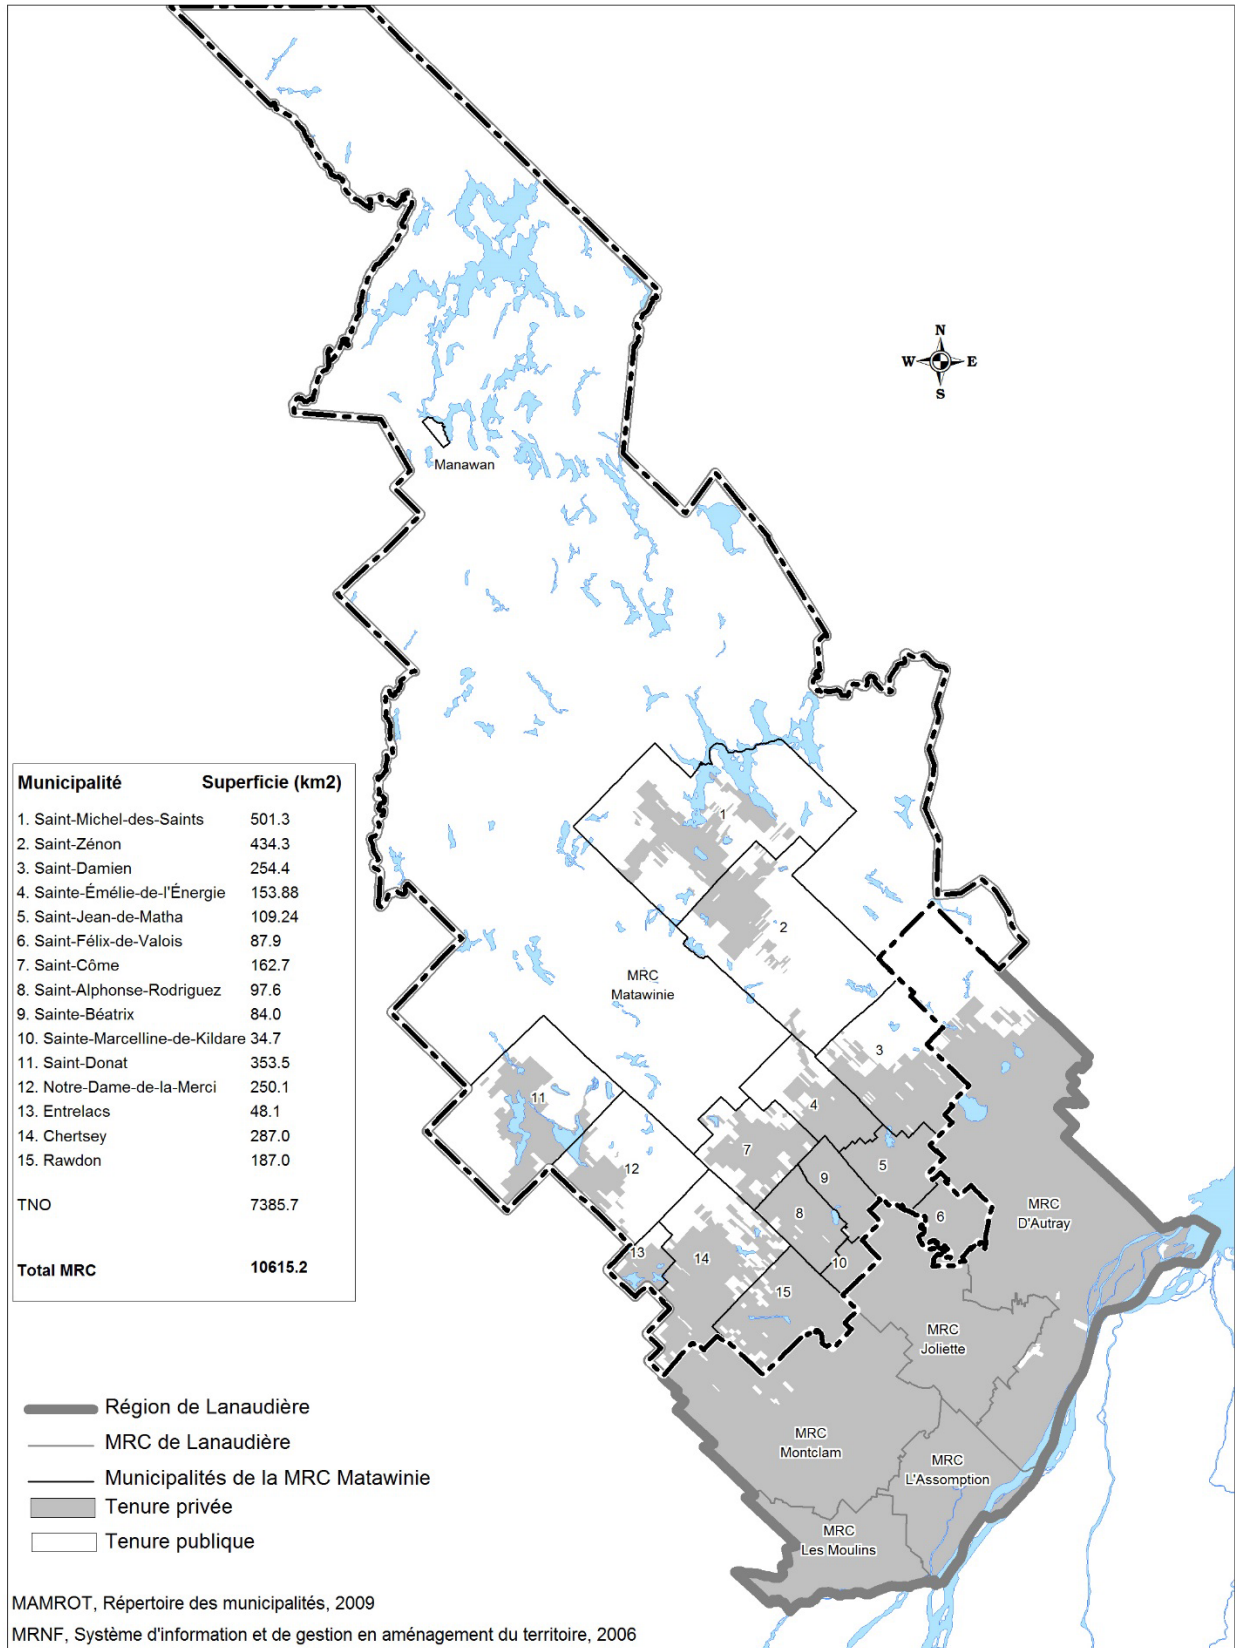 N
W E
S
Manawan
Municipalité Superficie (km2)
1. Saint-Michel-des-Saints 501.3
2. Saint-Zénon 434.3
3. Saint-Damien 254.4
4. Sainte-Émélie-de-l'Énergie 153.88
5. Saint-Jean-de-Matha 109.24
6. Saint-Félix-de-Valois 87.9
7. Saint-Côme 162.7
8. Saint-Alphonse-Rodriguez 97.6
9. Sainte-Béatrix 84.0
10. Sainte-Marcelline-de-Kildare 34.7
11. Saint-Donat 353.5
12. Notre-Dame-de-la-Merci 250.1
13. Entrelacs 48.1
14. Chertsey 287.0
15. Rawdon 187.0
TNO 7385.7
Total MRC 10615.2
1
2
MRC
Matawinie
3
11
4
7
12
9
5
8
6
MRC
D'Autray
13
14
10
15
MRC
Joliette
MRC
Montclam
MRC
L'Assomption
MRC
Les Moulins
Région de Lanaudière
MRC de Lanaudière
Municipalités de la MRC Matawinie
Tenure privée
Tenure publique
MAMROT, Répertoire des municipalités, 2009
MRNF, Système d'information et de gestion en aménagement du territoire, 2006